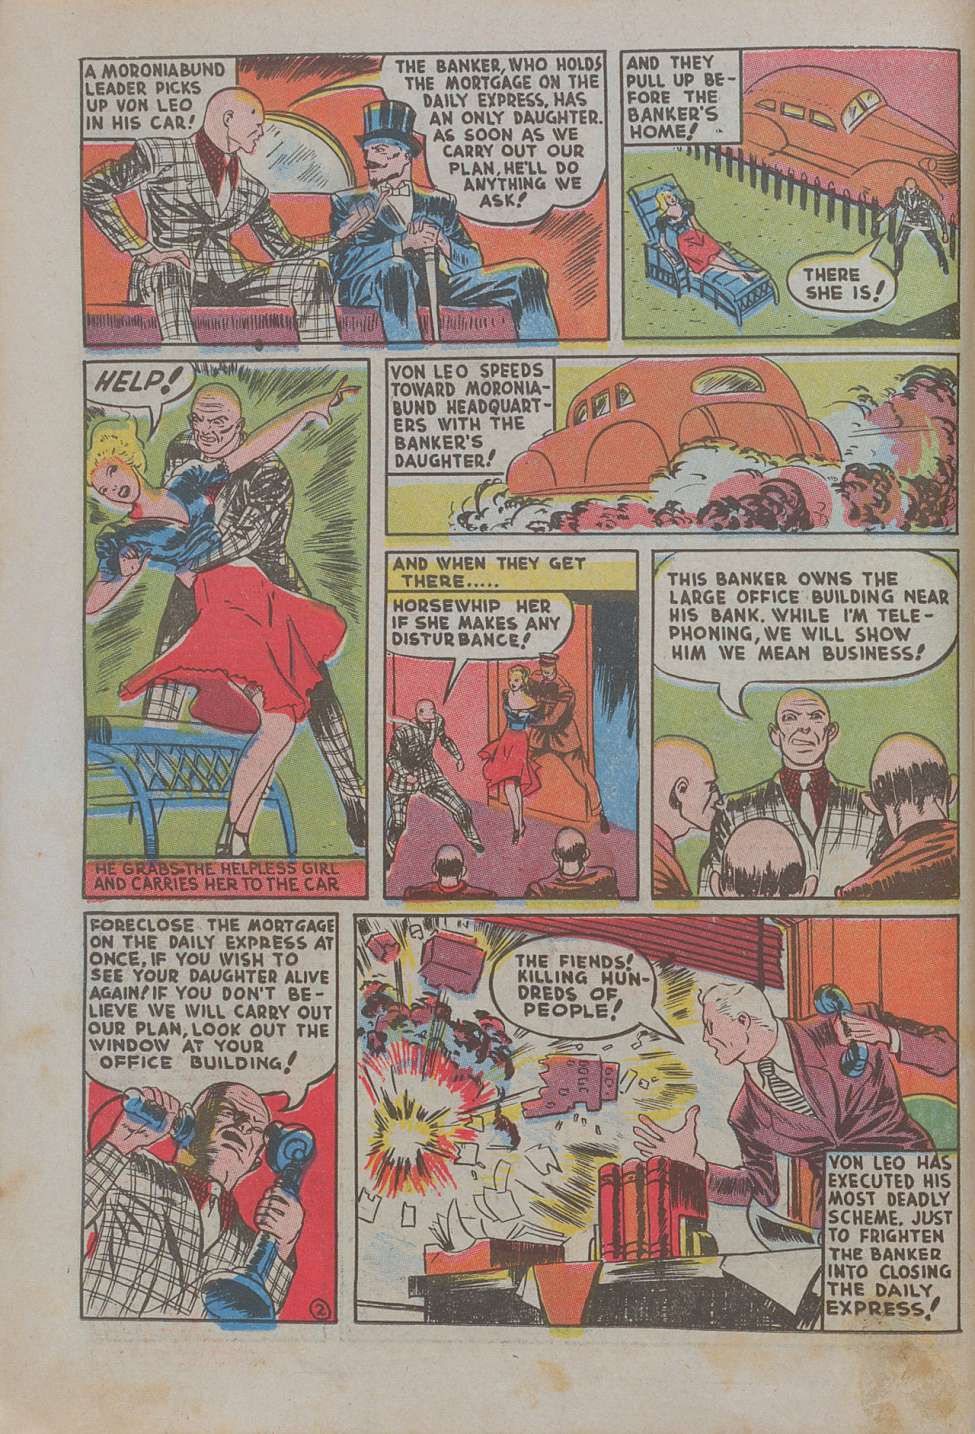 A MORONIABUND
LEADER PICKS
UP VON LEO
IN HIS CAR!
THE BANKER, WHO HOLDS
THE MORTGAGE ON THE
DAILY EXPRESS, HAS
AN ONLY DAUGHTER.
AS SOON AS WE
CARRY OUT OUR
PLAN, HE'LL DO
ANYTHING WE
ASK!
AND THEY
PULL UP BE-
FORE THE
BANKER'S
HOME!
THERE
SHE IS!
HELP!
HE GRABS THE HELPLESS GIRL
AND CARRIES HER TO THE CAR
VON LEO SPEEDS
TOWARD MORONIA-
BUND HEADQUART-
ERS WITH THE
BANKER'S
DAUGHTER!
AND WHEN THEY GET
THERE.....
HORSEWHIP HER
IF SHE MAKES ANY
DISTURBANCE!
THIS BANKER OWNS THE
LARGE OFFICE BUILDING NEAR
HIS BANK. WHILE I'M TELE-
PHONING, WE WILL SHOW
HIM WE MEAN BUSINESS!
FORECLOSE THE MORTGAGE
ON THE DAILY EXPRESS AT
ONCE, IF YOU WISH TO
SEE YOUR DAUGHTER ALIVE
AGAIN! IF YOU DON'T BE-
LIEVE WE WILL CARRY OUT
OUR PLAN, LOOK OUT THE
WINDOW AT YOUR
OFFICE BUILDING!
2
THE FIENDS!
KILLING HUN-
DREDS OF
PEOPLE!
VON LEO HAS
EXECUTED HIS
MOST DEADLY
SCHEME. JUST
TO FRIGHTEN
THE BANKER
INTO CLOSING
THE DAILY
EXPRESS!